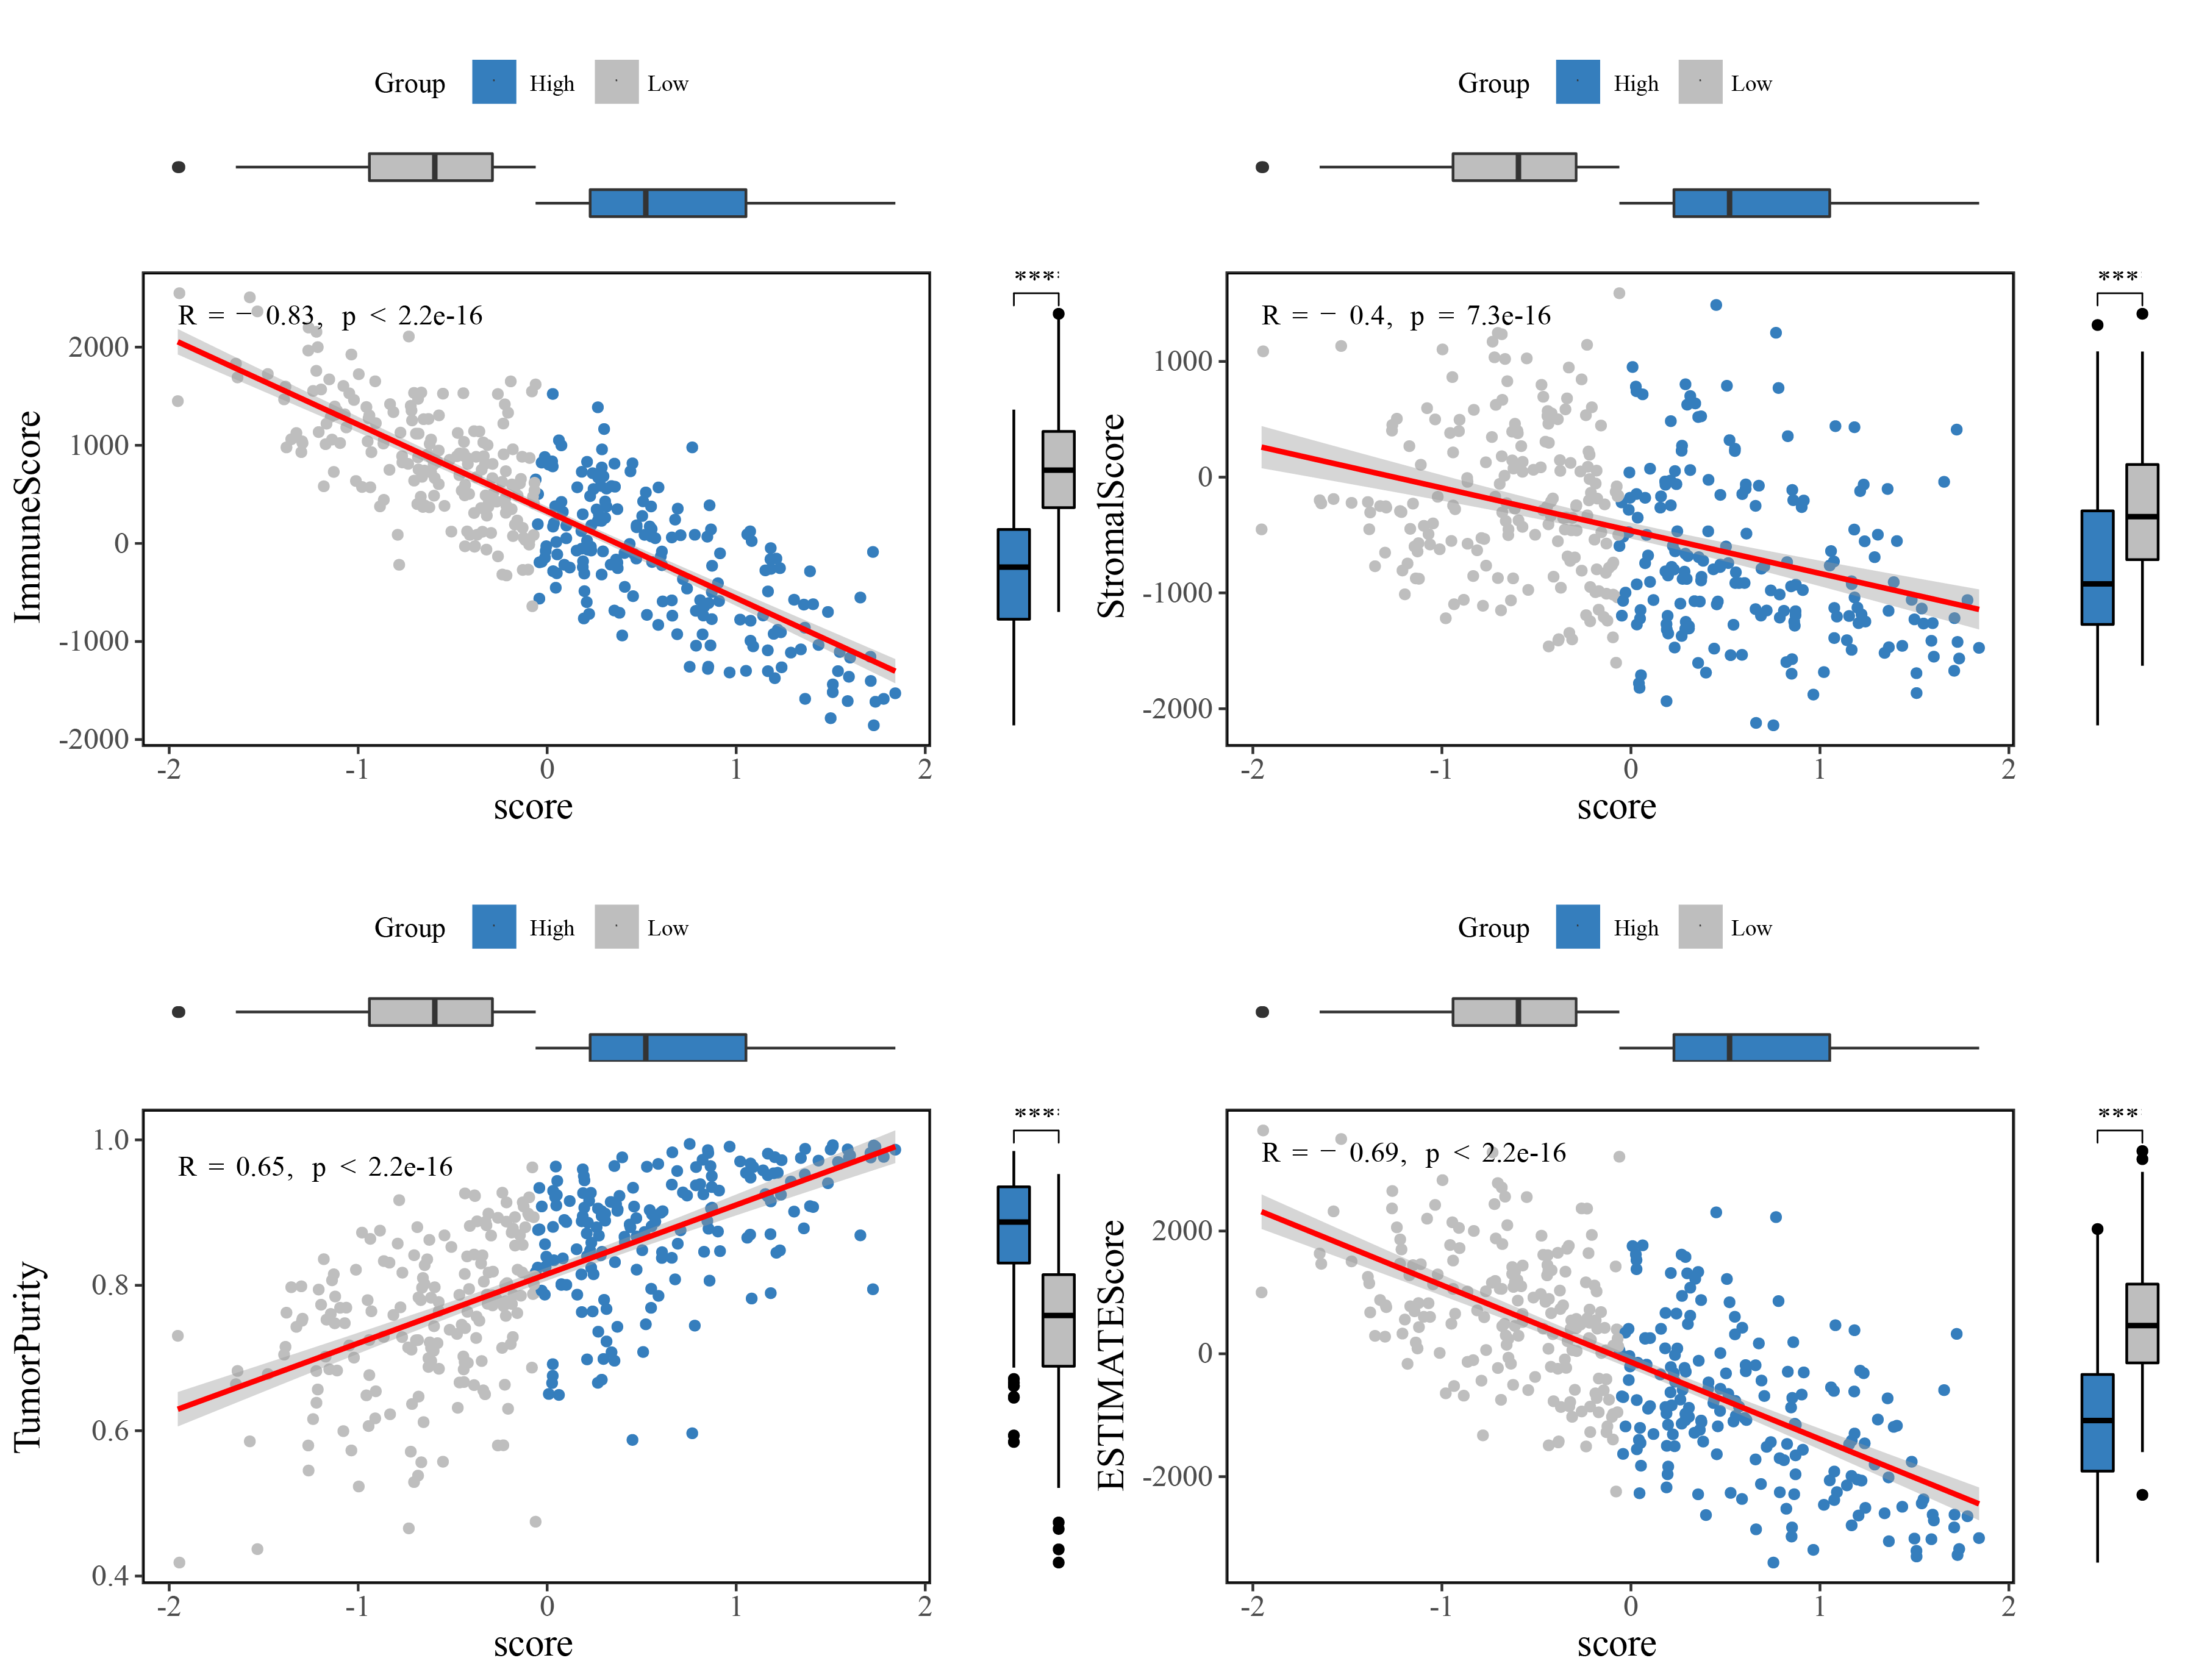 Group High Low
Group High Low
***
***
R = − 0.83, p < 2.2e-16
R = − 0.4, p = 7.3e-16
ImmuneScore
2000
1000
0
-1000
-2000
-2 -1 0 1 2
score
StromalScore
1000
0
-1000
-2000
-2 -1 0 1 2
score
Group High Low
Group High Low
***
***
R = 0.65, p < 2.2e-16
R = − 0.69, p < 2.2e-16
TumorPurity
1.0
0.8
0.6
0.4
-2 -1 0 1 2
score
ESTIMATEScore
2000
0
-2000
-2 -1 0 1 2
score